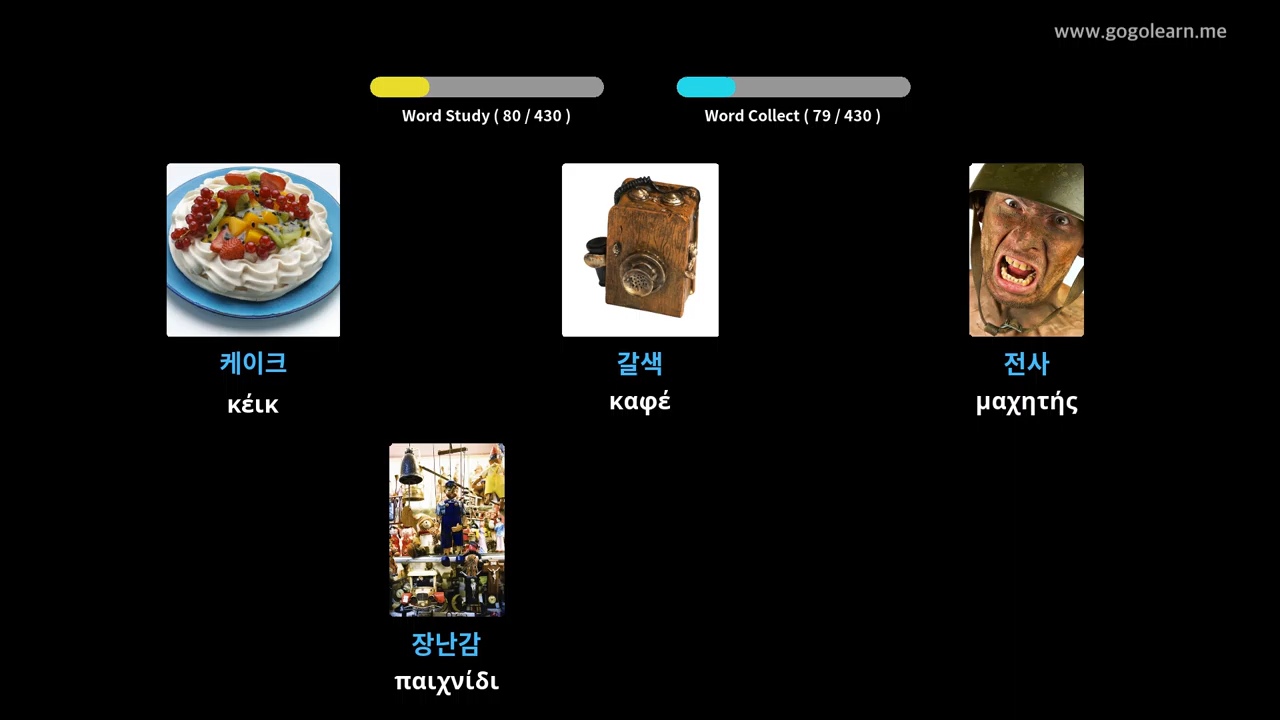 www.gogolearn.me
Word Study ( 80 / 430 )
Word Collect ( 79 / 430 )
케이크
κέικ
갈색
καφέ
전사
μαχητής
장난감
παιχνίδι